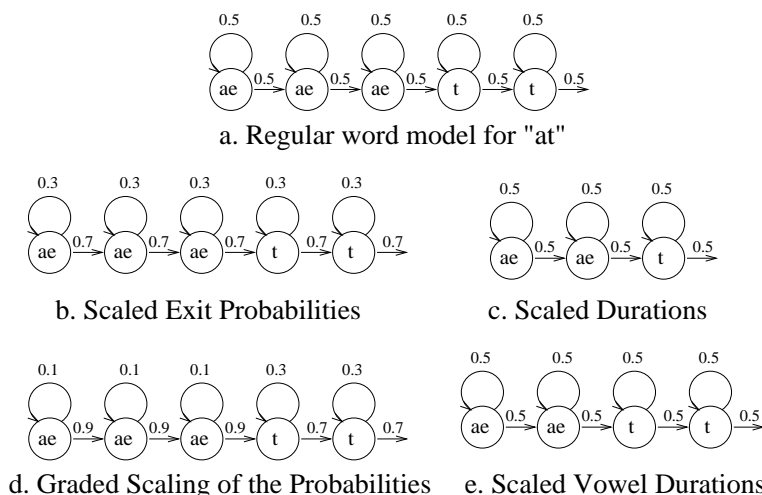 0.5 0.5 0.5 0.5 0.5
ae 0.5 ae 0.5 ae 0.5 t 0.5 t 0.5
a. Regular word model for "at"
0.3 0.3 0.3 0.3 0.3
ae 0.7 ae 0.7 ae 0.7 t 0.7 t 0.7
b. Scaled Exit Probabilities
0.5 0.5 0.5
ae 0.5 ae 0.5 t 0.5
c. Scaled Durations
0.1 0.1 0.1 0.3 0.3
ae 0.9 ae 0.9 ae 0.9 t 0.7 t 0.7
d. Graded Scaling of the Probabilities
0.5 0.5 0.5 0.5
ae 0.5 ae 0.5 t 0.5 t 0.5
e. Scaled Vowel Durations